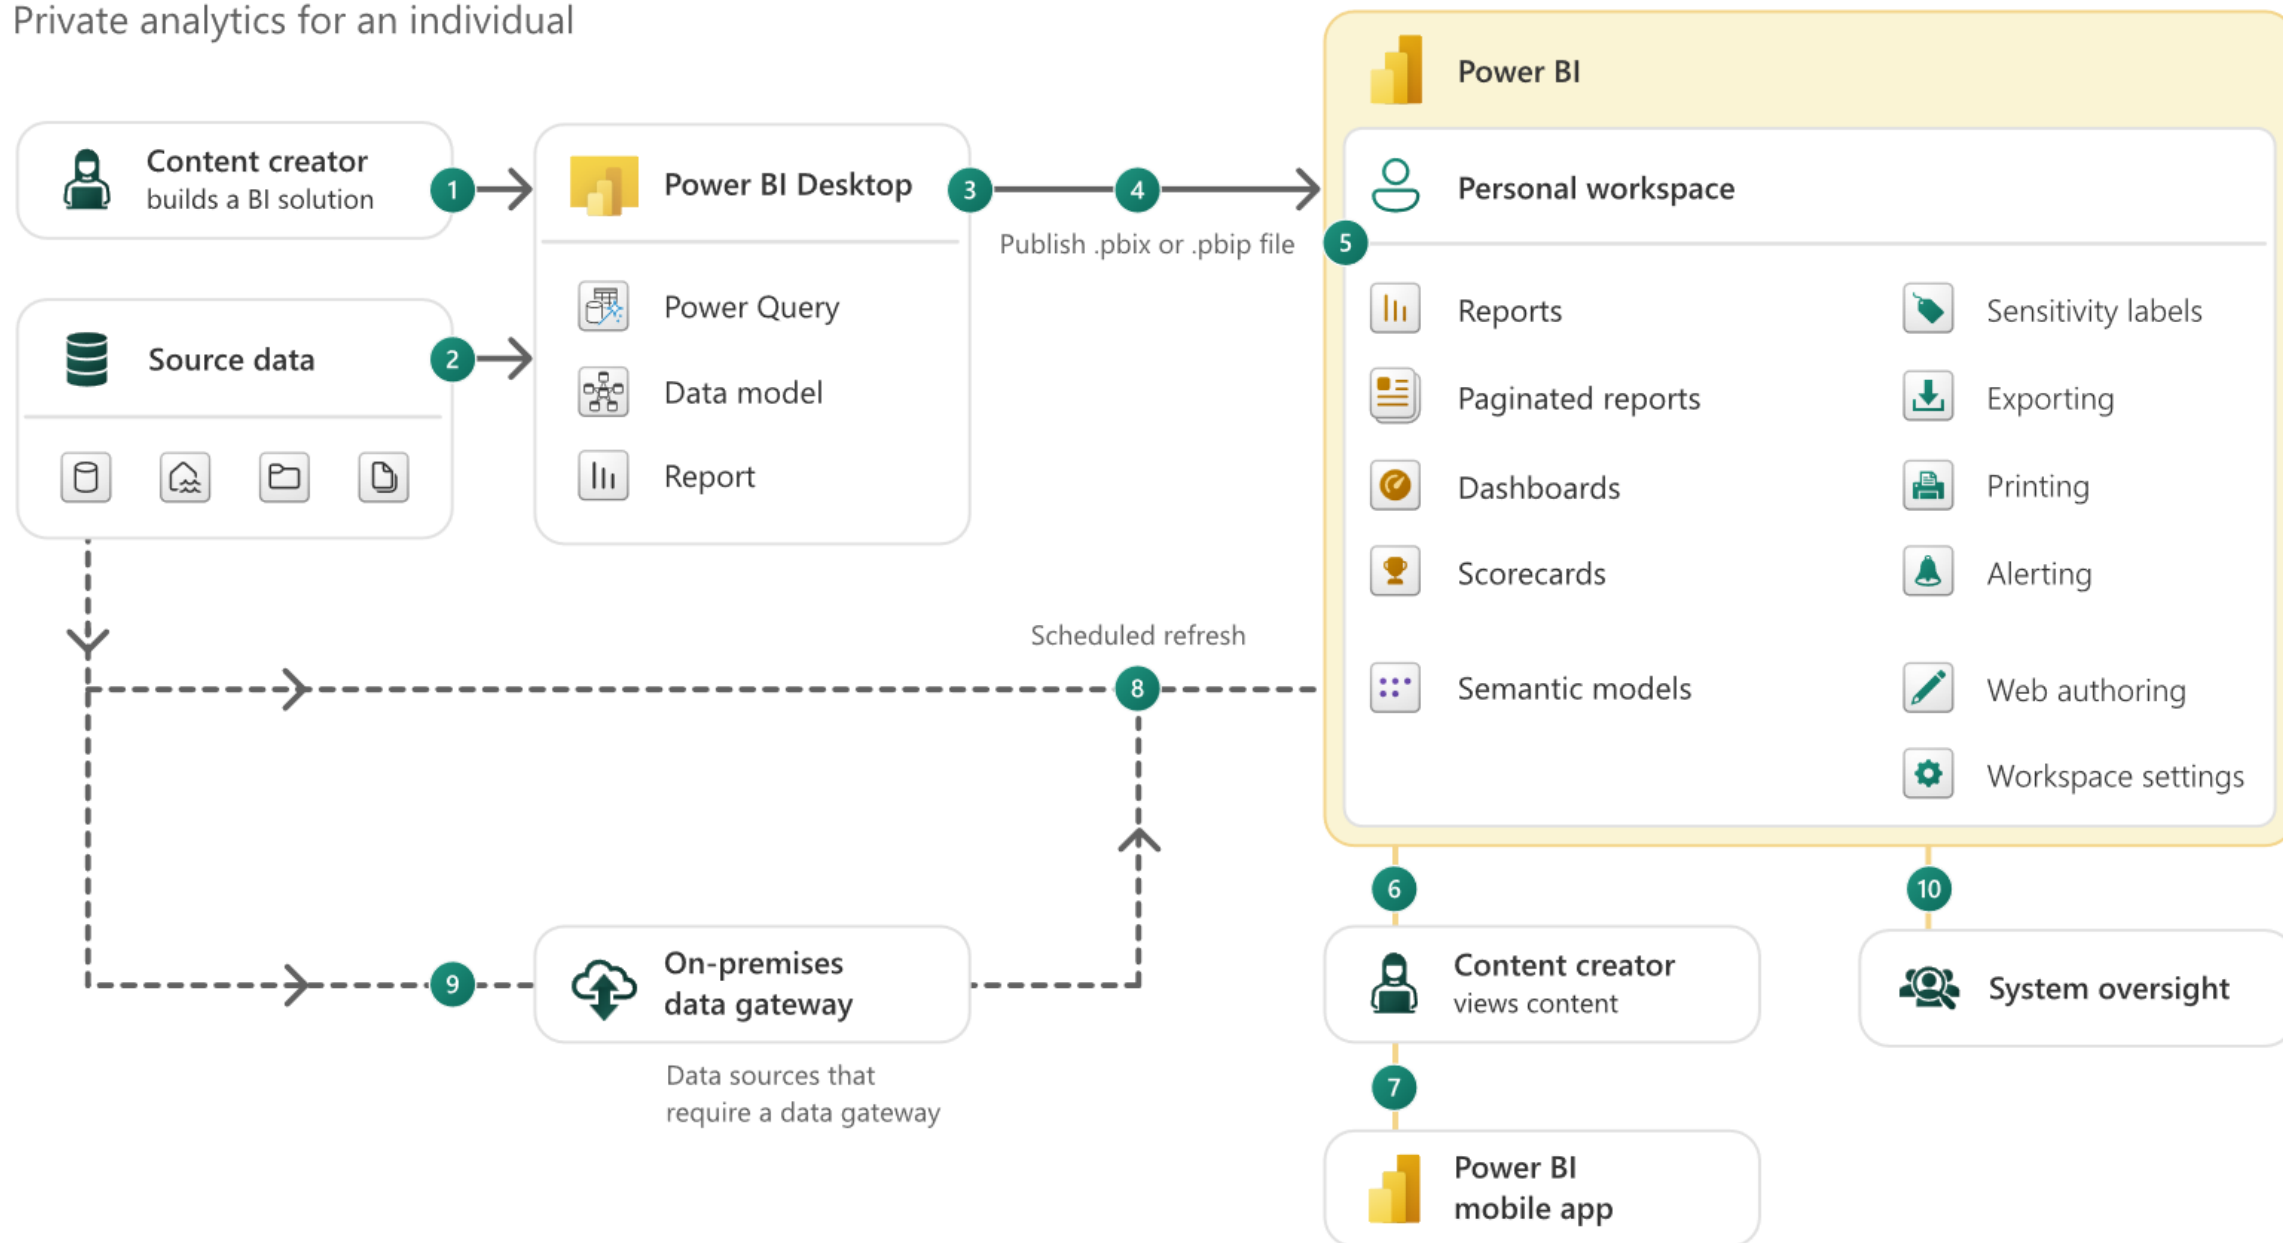 Private analytics for an individual
Content creator
builds a BI solution
1
Source data
2
Power BI Desktop
3
Power Query
Data model
Report
4
Publish .pbix or .pbip file
Power BI
Personal workspace
5
Reports
Paginated reports
Dashboards
Scorecards
Semantic models
Sensitivity labels
Exporting
Printing
Alerting
Web authoring
Workspace settings
Scheduled refresh
8
9
On-premises
data gateway
Data sources that
require a data gateway
6
Content creator
views content
7
Power BI
mobile app
10
System oversight